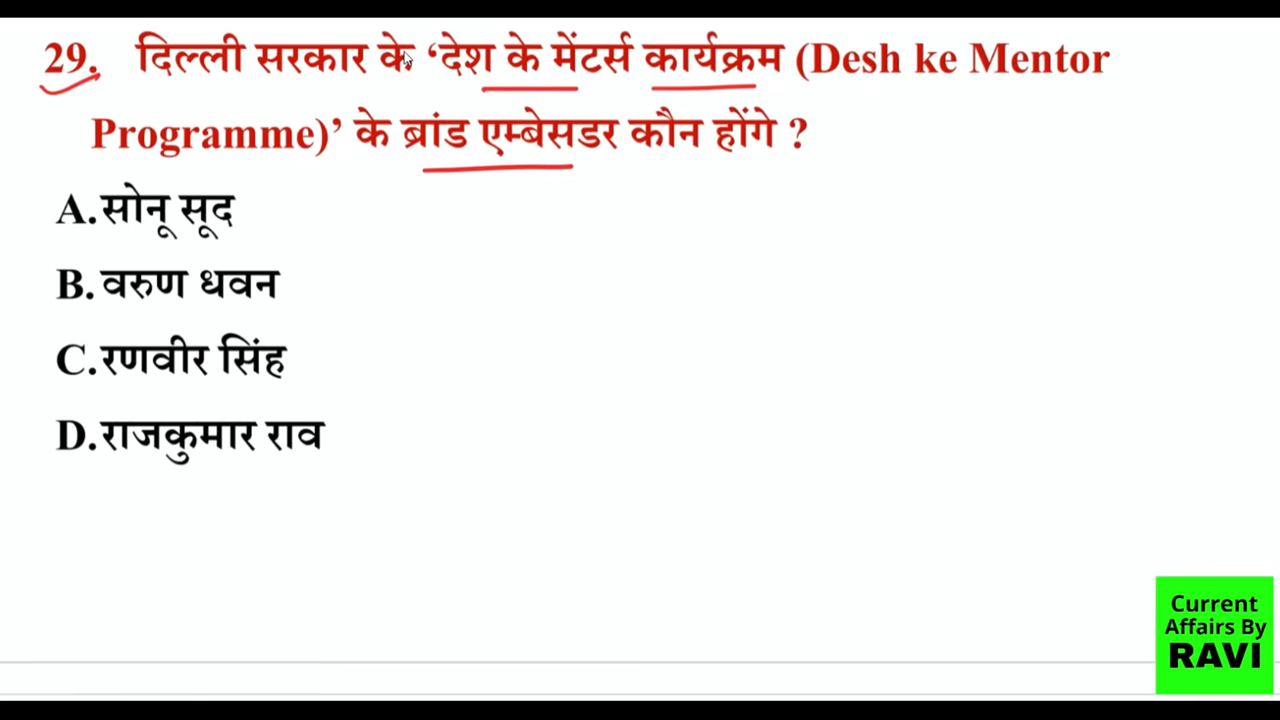 29. दिल्ली सरकार के ‘देश के मेंटर्स कार्यक्रम (Desh ke Mentor
Programme)’ के ब्रांड एम्बेसडर कौन होंगे ?
A. सोनू सूद
B. वरुण धवन
C. रणवीर सिंह
D. राजकुमार राव
Current
Affairs By
RAVI